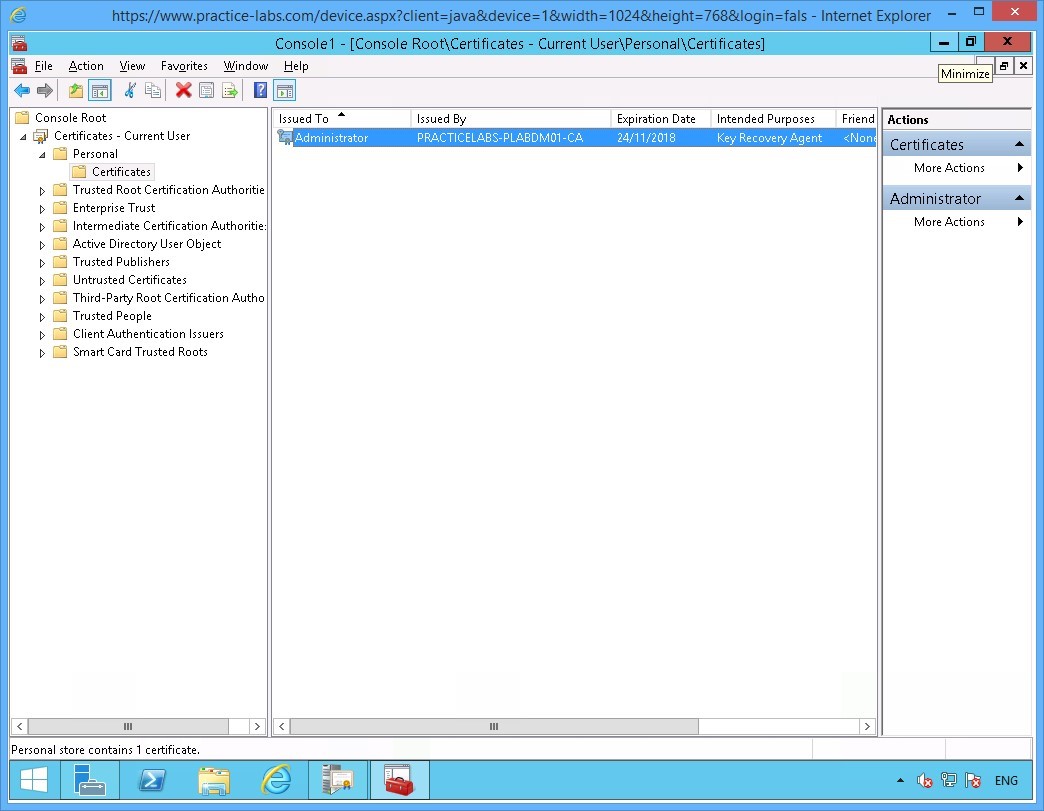 https://www.practice-labs.com/device.aspx?client=java&device=1&width=1024&height=768&login=fals - Internet Explorer
Console1 - [Console Root\Certificates - Current User\Personal\Certificates]
File Action View Favorites Window Help
Minimize
Console Root
Certificates - Current User
Personal
Certificates
Trusted Root Certification Authoritie
Enterprise Trust
Intermediate Certification Authoritie:
Active Directory User Object
Trusted Publishers
Untrusted Certificates
Third-Party Root Certification Autho
Trusted People
Client Authentication Issuers
Smart Card Trusted Roots
Issued To Issued By Expiration Date Intended Purposes Friend
Administrator PRACTICELABS-PLABDM01-CA 24/11/2018 Key Recovery Agent <None
Actions
Certificates
More Actions
Administrator
More Actions
Personal store contains 1 certificate.
ENG